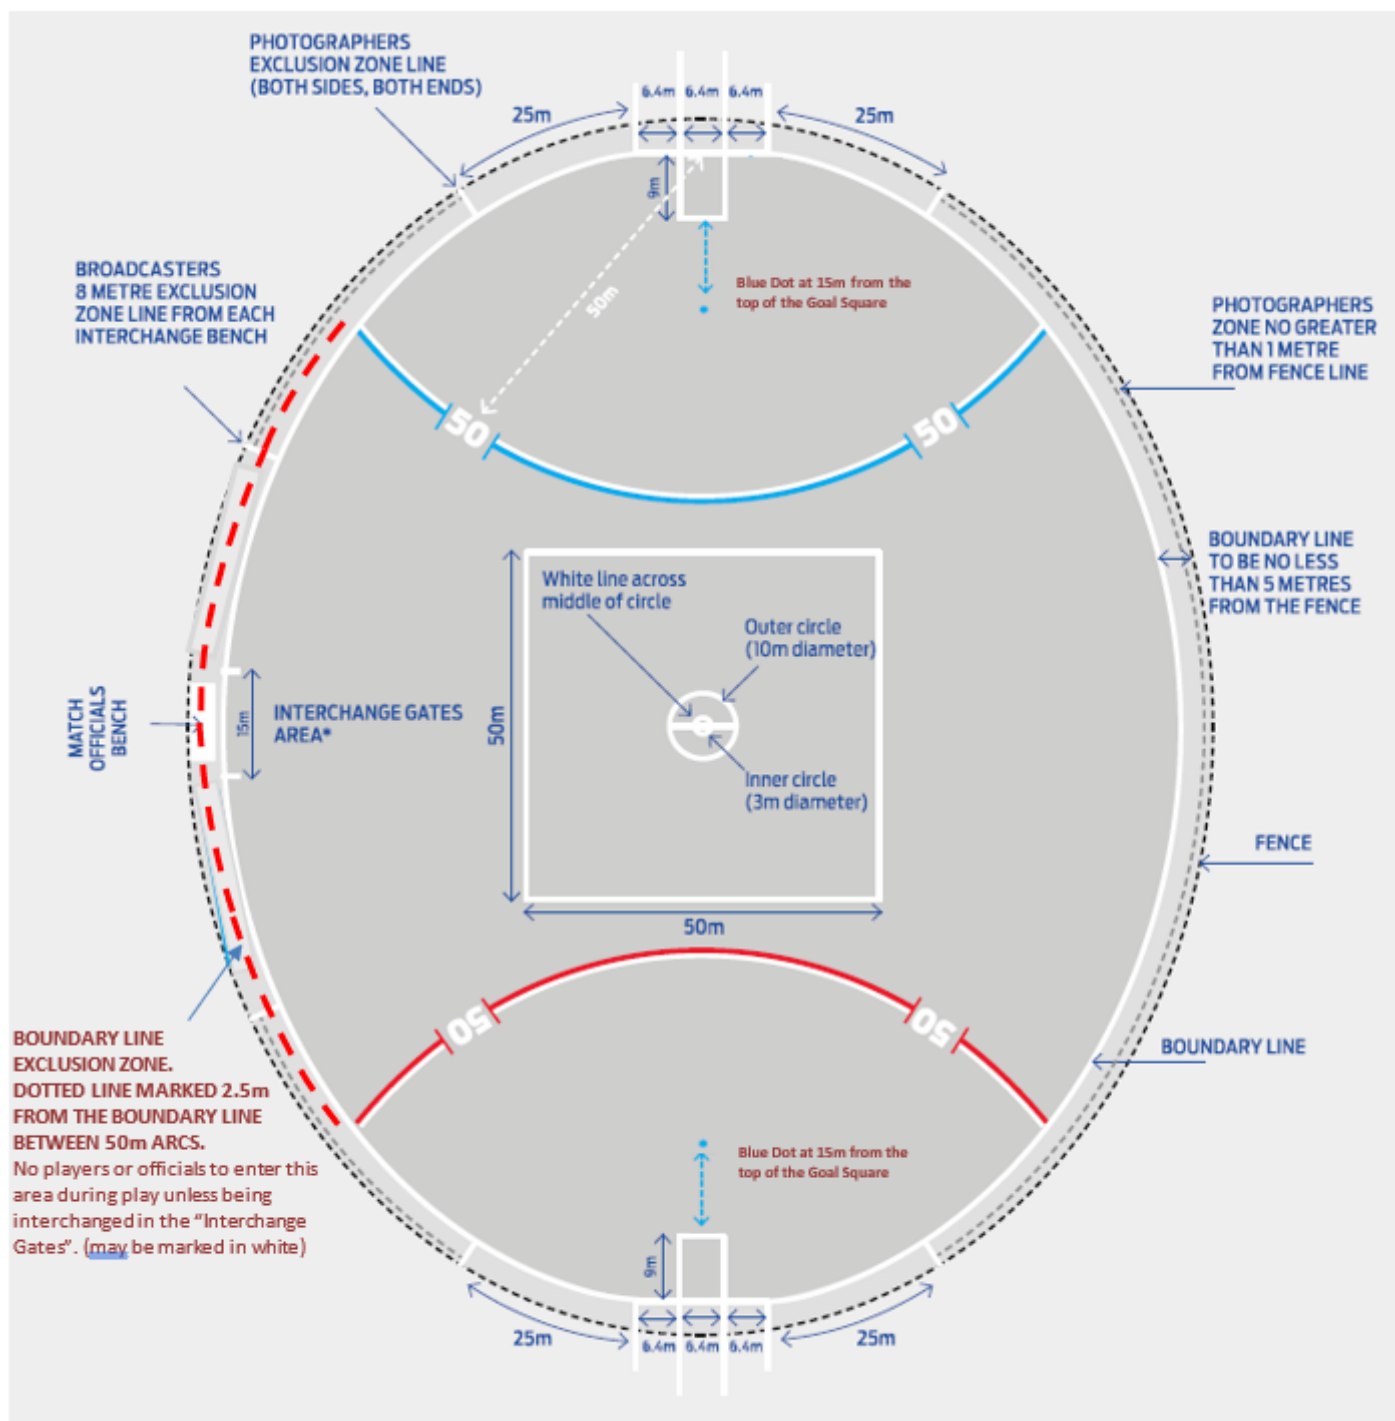 PHOTOGRAPHERS
EXCLUSION ZONE LINE
(BOTH SIDES, BOTH ENDS)
25m
6.4m 6.4m 6.4m
25m
9m
50m
Blue Dot at 15m from the
top of the Goal Square
BROADCASTERS
8 METRE EXCLUSION
ZONE LINE FROM EACH
INTERCHANGE BENCH
PHOTOGRAPHERS
ZONE NO GREATER
THAN 1 METRE
FROM FENCE LINE
50
50
BOUNDARY LINE
TO BE NO LESS
THAN 5 METRES
FROM THE FENCE
White line across
middle of circle
Outer circle
(10m diameter)
MATCH
OFFICIALS
BENCH
15m
INTERCHANGE GATES
AREA*
50m
Inner circle
(3m diameter)
FENCE
50m
50
50
BOUNDARY LINE
BOUNDARY LINE
EXCLUSION ZONE.
DOTTED LINE MARKED 2.5m
FROM THE BOUNDARY LINE
BETWEEN 50m ARCS.
No players or officials to enter this
area during play unless being
interchanged in the “Interchange
Gates”. (may be marked in white)
Blue Dot at 15m from the
top of the Goal Square
9m
25m
6.4m 6.4m 6.4m
25m